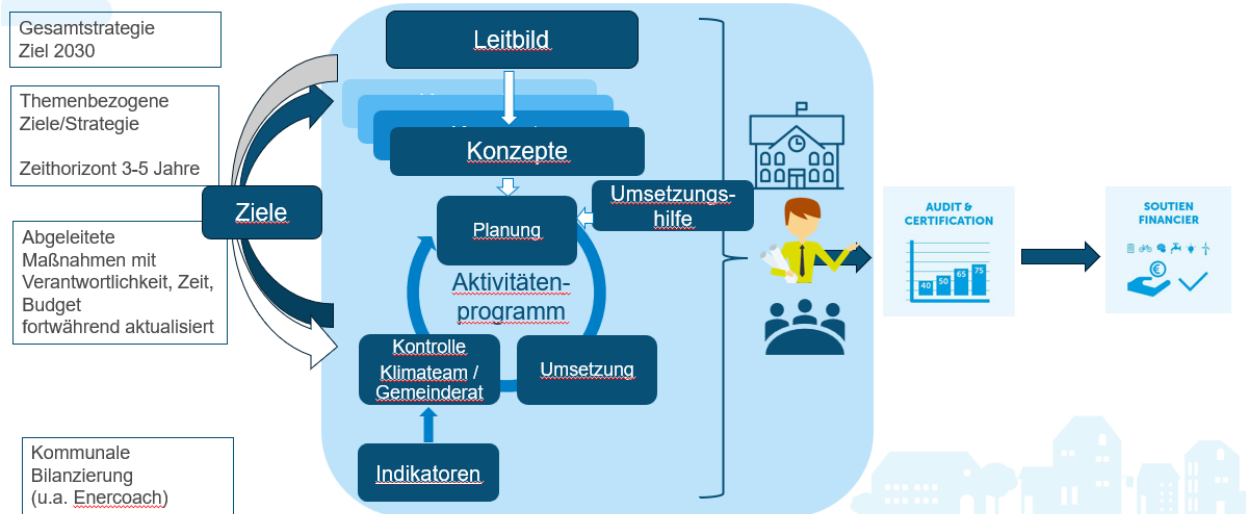 Gesamtstrategie
Ziel 2030
Themenbezogene
Ziele/Strategie
Zeithorizont 3-5 Jahre
Ziele
Abgeleitete
Maßnahmen mit
Verantwortlichkeit, Zeit,
Budget
fortwährend aktualisiert
Kommunale
Bilanzierung
(u.a. Enercoach)
Leitbild
Konzepte
Planung
Umsetzungs-
hilfe
Aktivitäten-
programm
Kontrolle
Klimateam /
Gemeinderat
Umsetzung
Indikatoren
AUDIT &
CERTIFICATION
40 50 65 75
SOUTIEN
FINANCIER
€